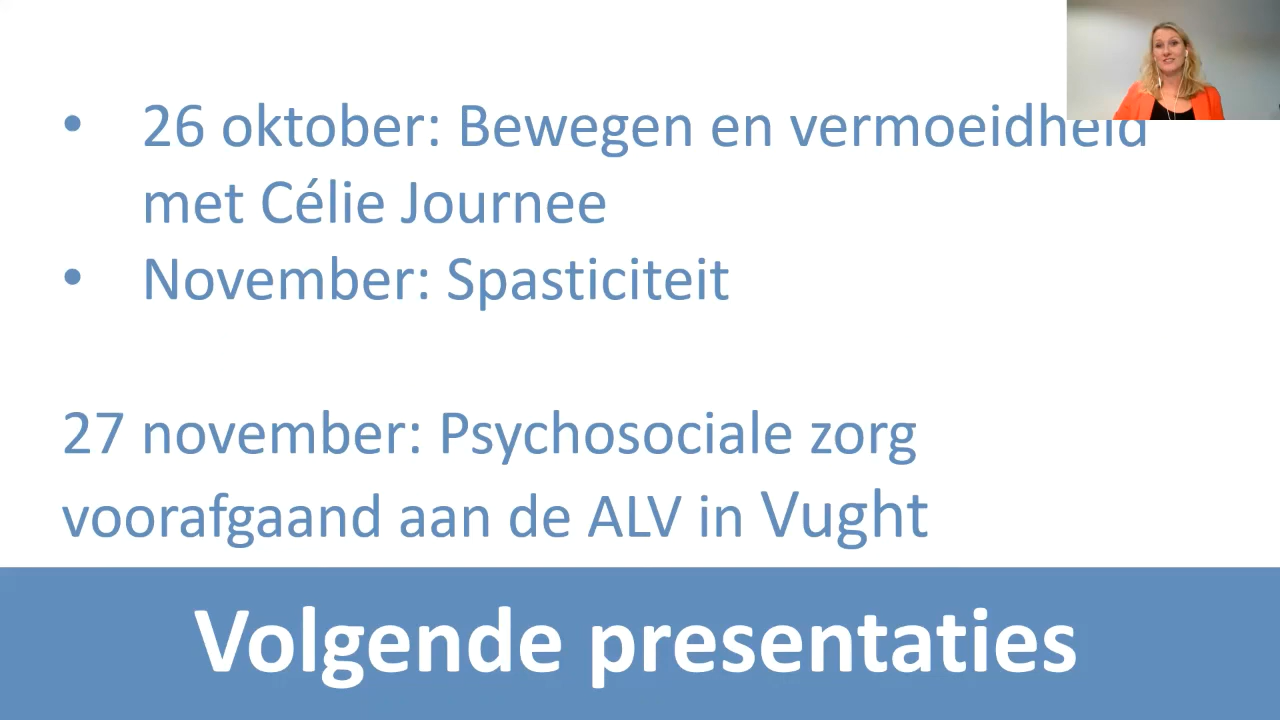 • 26 oktober: Bewegen en vermoeidheid
met Célie Journee
• November: Spasticiteit
27 november: Psychosociale zorg
voorafgaand aan de ALV in Vught
Volgende presentaties